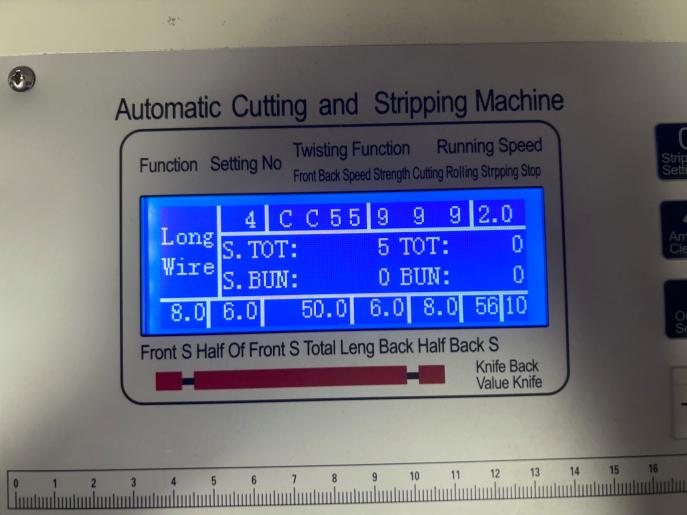 Automatic Cutting and Stripping Machine
Function Setting No Twisting Function Running Speed
Front Back Speed Strength Cutting Rolling Strpping Stop
Long Wire
4 C C 5 5 9 9 9 2.0
S.TOT: 5 TOT: 0
S.BUN: 0 BUN: 0
8.0 6.0 50.0 6.0 8.0 56 10
Front S Half Of Front S Total Leng Back Half Back S
Knife Back
Value Knife
0 1 2 3 4 5 6 7 8 9 10 11 12 13 14 15 16